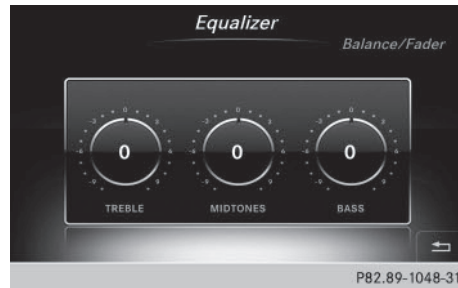 Equalizer
Balance/Fader
0 0 0
TREBLE MIDTONES BASS
P82.89-1048-31